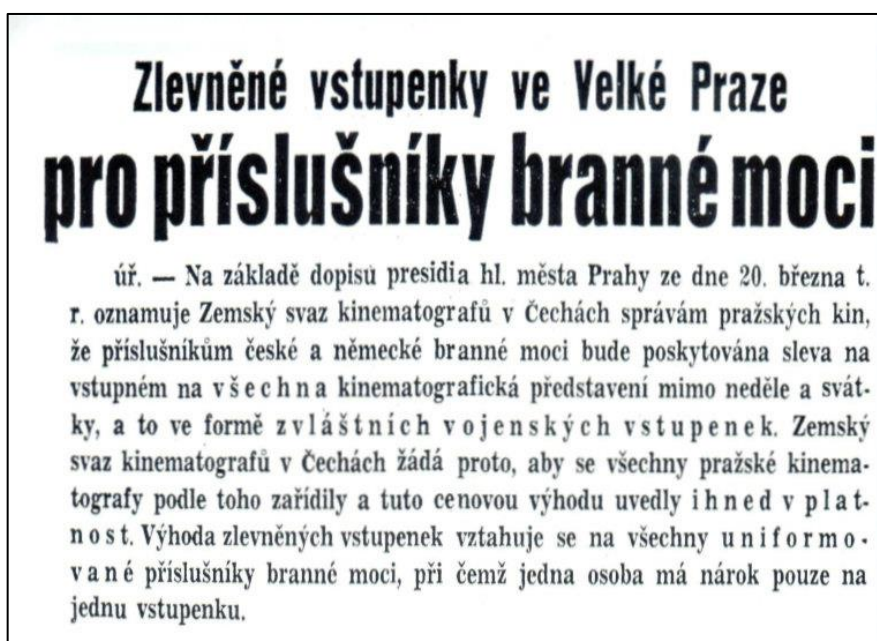 Zlevněné vstupenky ve Velké Praze
pro příslušníky branné moci
úř. — Na základě dopisu presidia hl. města Prahy ze dne 20. března t.
r. oznamuje Zemský svaz kinematografů v Čechách správám pražských kin,
že příslušníkům české a německé branné moci bude poskytována sleva na
vstupném na všechna kinematografická představení mimo neděle a svát-
ky, a to ve formě zvláštních vojenských vstupenek. Zemský
svaz kinematografů v Čechách žádá proto, aby se všechny pražské kinema-
tografy podle toho zařídily a tuto cenovou výhodu uvedly ihned v plat-
nost. Výhoda zlevněných vstupenek vztahuje se na všechny uniformo-
vané příslušníky branné moci, při čemž jedna osoba má nárok pouze na
jednu vstupenku.